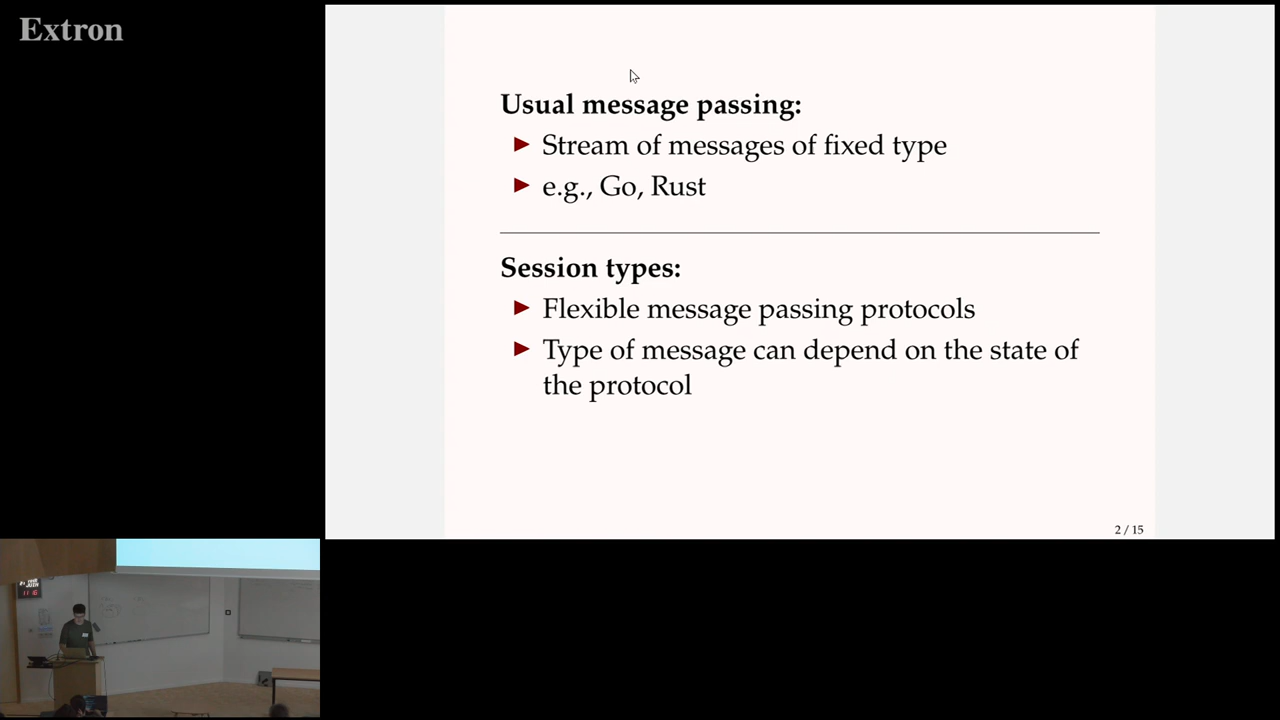 Extron
Usual message passing:
Stream of messages of fixed type
e.g., Go, Rust
Session types:
Flexible message passing protocols
Type of message can depend on the state of
the protocol
2 / 15